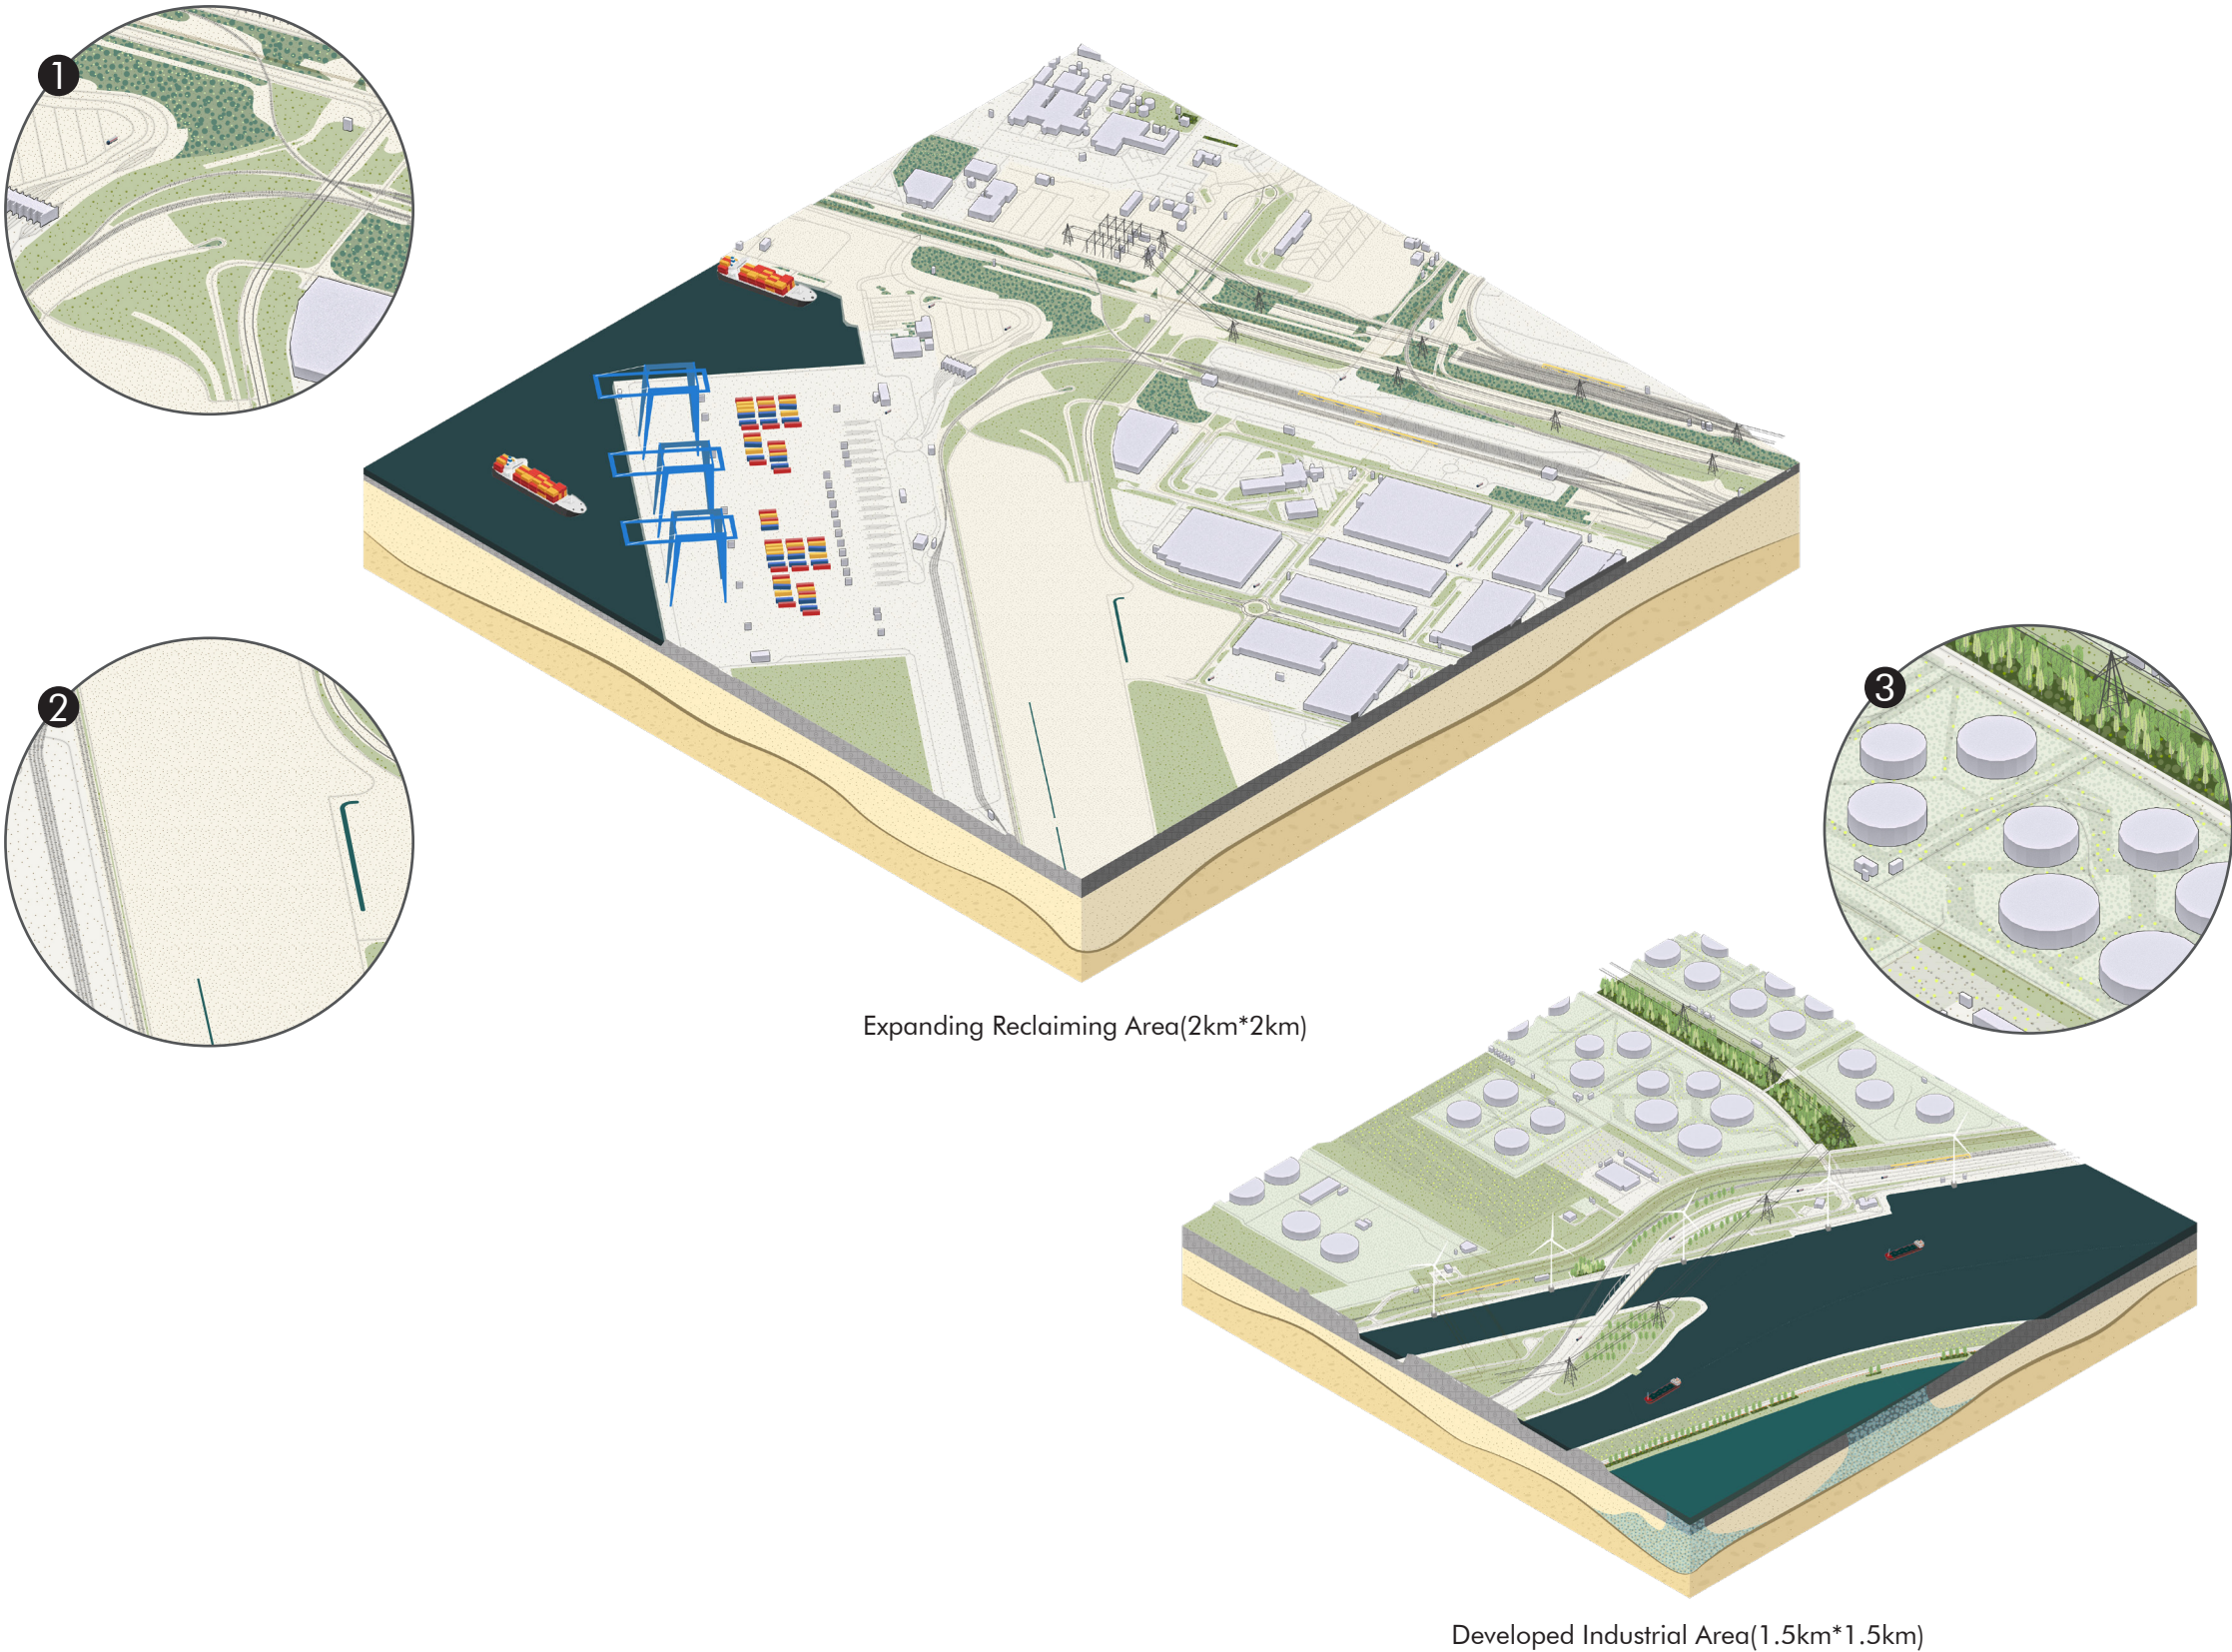 1
2
3
Expanding Reclaiming Area(2km*2km)
Developed Industrial Area(1.5km*1.5km)